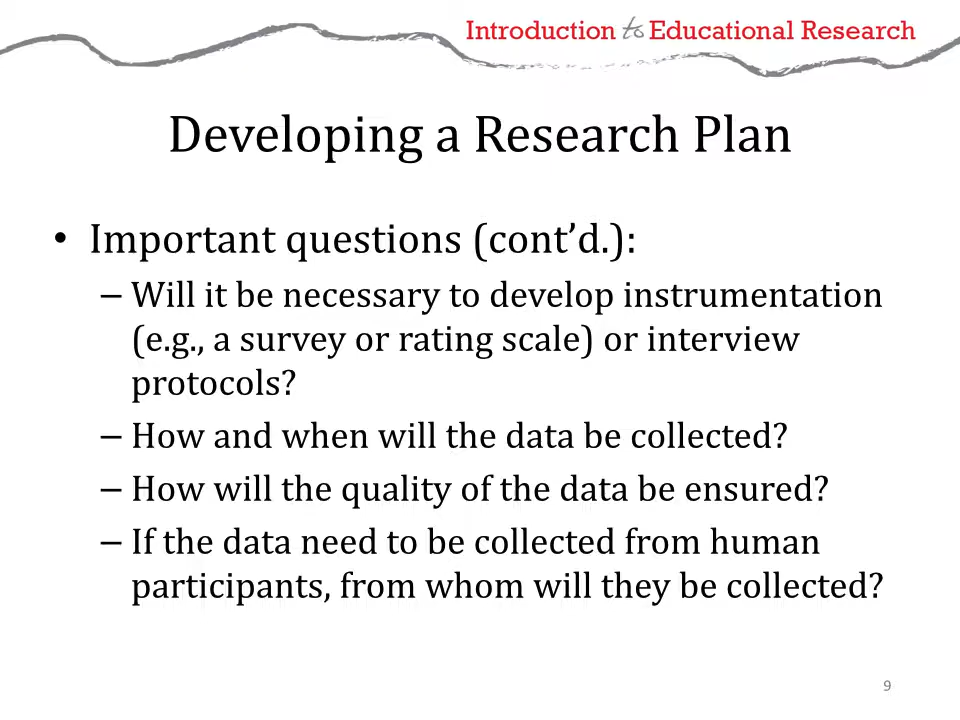 Introduction to Educational Research
Developing a Research Plan
• Important questions (cont’d.):
– Will it be necessary to develop instrumentation
(e.g., a survey or rating scale) or interview
protocols?
– How and when will the data be collected?
– How will the quality of the data be ensured?
– If the data need to be collected from human
participants, from whom will they be collected?
9